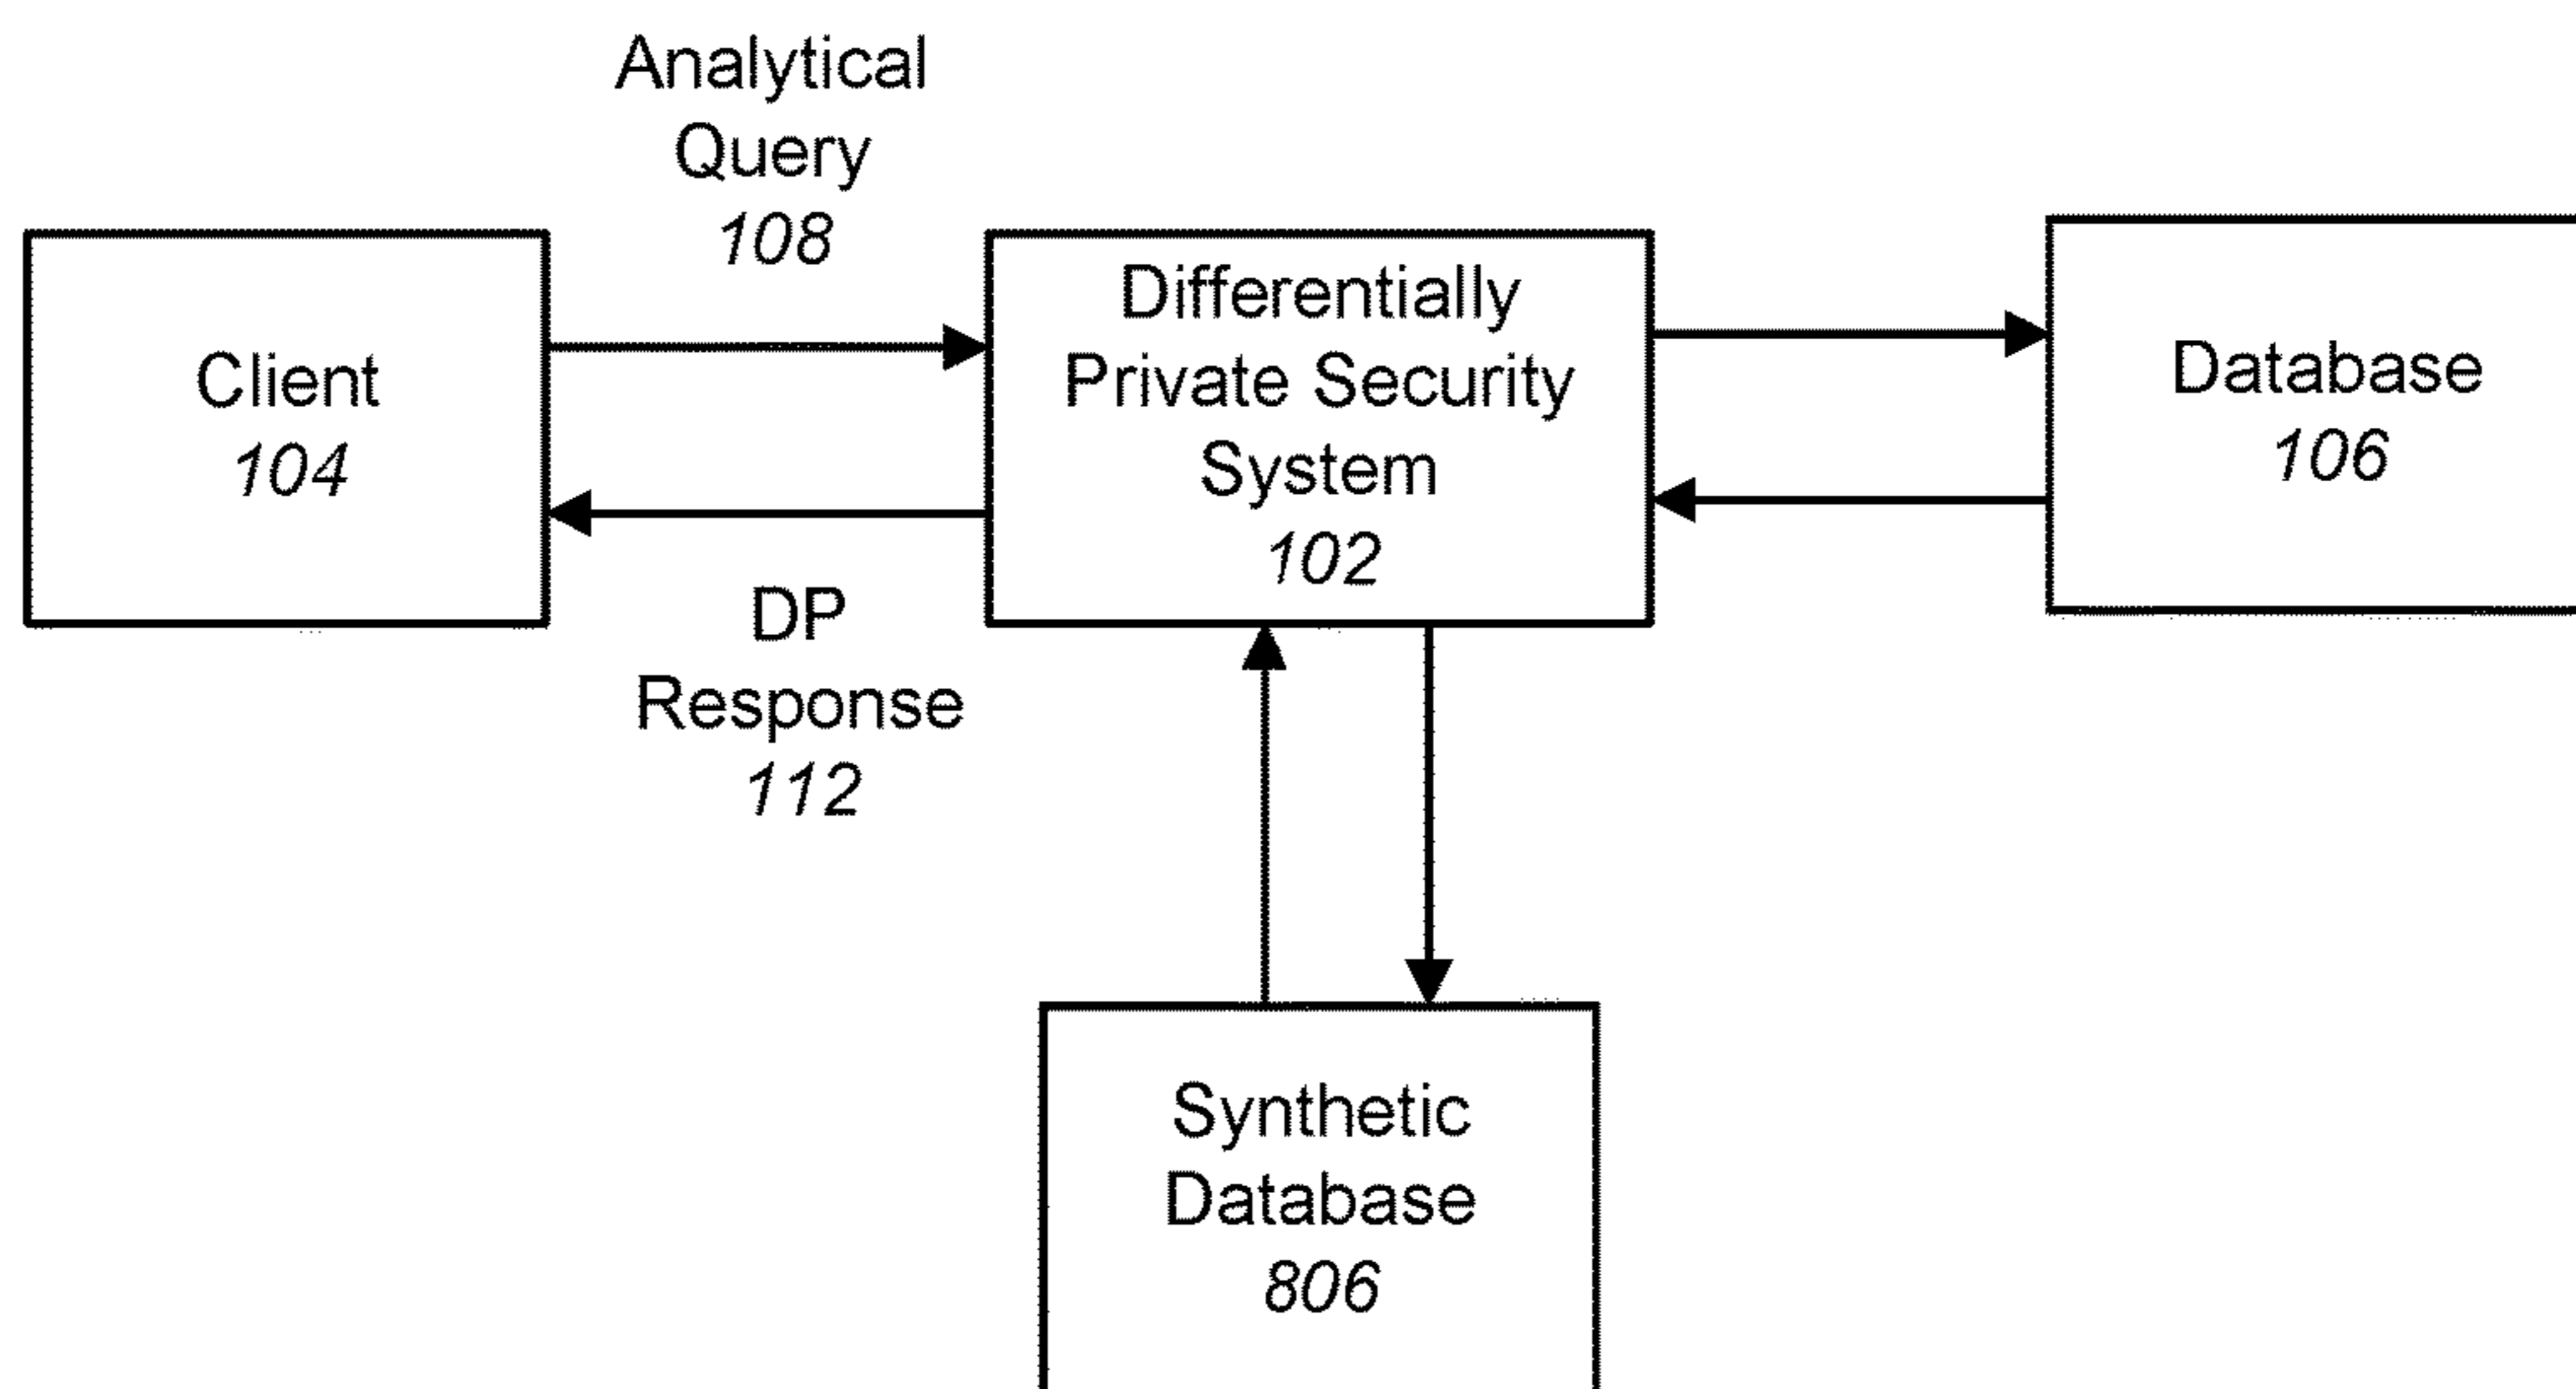 Analytical
Query
108
Client
104
Differentially
Private Security
System
102
Database
106
DP
Response
112
Synthetic
Database
806